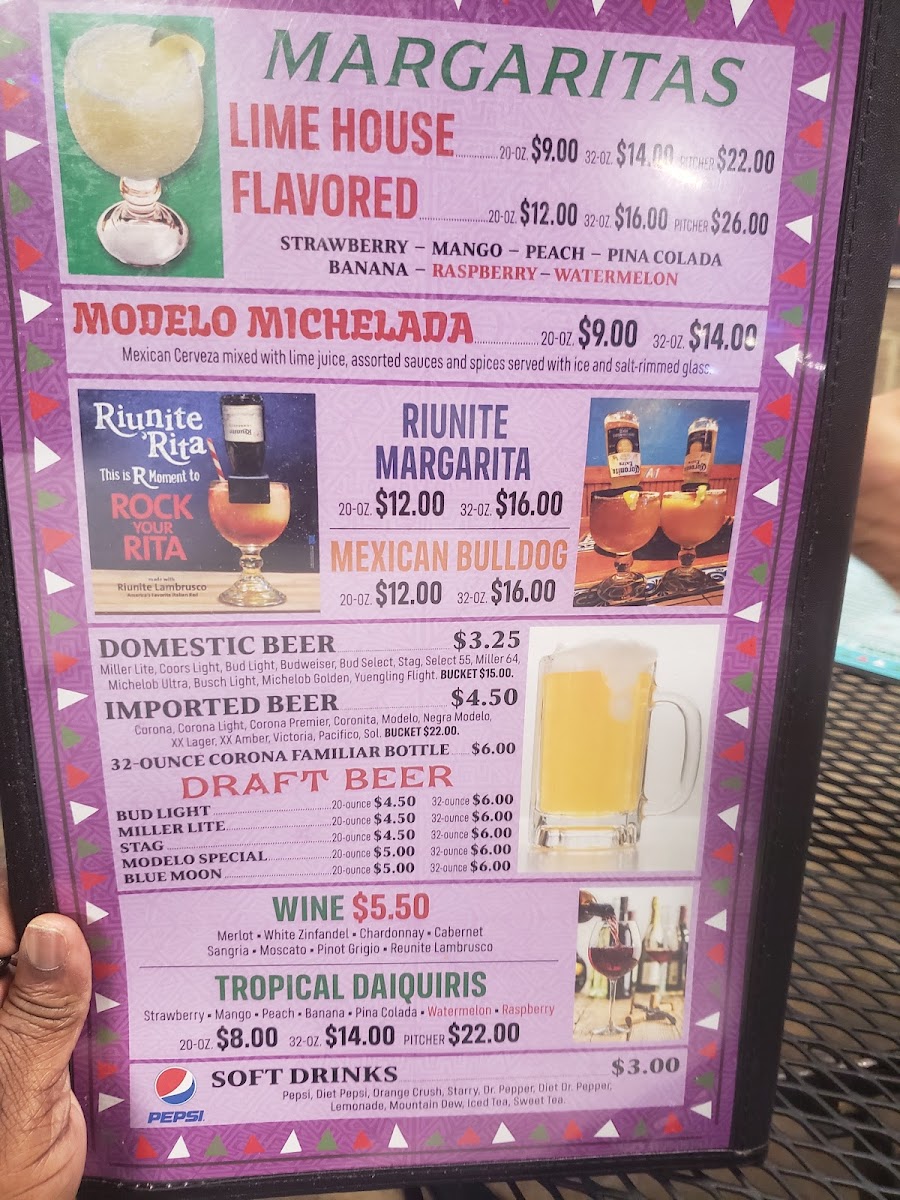 MARGARITAS
LIME HOUSE 20-OZ. $9.00 32-OZ. $14.00 PITCHER $22.00
FLAVORED 20-OZ. $12.00 32-OZ. $16.00 PITCHER $26.00
STRAWBERRY – MANGO – PEACH – PINA COLADA
BANANA – RASPBERRY – WATERMELON
MODELO MICHELADA 20-OZ. $9.00 32-OZ. $14.00
Mexican Cerveza mixed with lime juice, assorted sauces and spices served with ice and salt-rimmed glass.
Riunite
'Rita
This is R Moment to
ROCK
YOUR
RITA
made with
Riunite Lambrusco
America's Favorite Italian Red
RIUNITE
MARGARITA
20-OZ. $12.00 32-OZ. $16.00
MEXICAN BULLDOG
20-OZ. $12.00 32-OZ. $16.00
DOMESTIC BEER $3.25
Miller Lite, Coors Light, Bud Light, Budweiser, Bud Select, Stag, Select 55, Miller 64,
Michelob Ultra, Busch Light, Michelob Golden, Yuengling Flight. BUCKET $15.00.
IMPORTED BEER $4.50
Corona, Corona Light, Corona Premier, Coronita, Modelo, Negra Modelo,
XX Lager, XX Amber, Victoria, Pacifico, Sol. BUCKET $22.00.
32-OUNCE CORONA FAMILIAR BOTTLE $6.00
DRAFT BEER
BUD LIGHT 20-ounce $4.50 32-ounce $6.00
MILLER LITE 20-ounce $4.50 32-ounce $6.00
STAG 20-ounce $4.50 32-ounce $6.00
MODELO SPECIAL 20-ounce $5.00 32-ounce $6.00
BLUE MOON 20-ounce $5.00 32-ounce $6.00
WINE $5.50
Merlot • White Zinfandel • Chardonnay • Cabernet
Sangria • Moscato • Pinot Grigio • Reunite Lambrusco
TROPICAL DAIQUIRIS
Strawberry • Mango • Peach • Banana • Pina Colada • Watermelon • Raspberry
20-OZ. $8.00 32-OZ. $14.00 PITCHER $22.00
SOFT DRINKS $3.00
Pepsi, Diet Pepsi, Orange Crush, Starry, Dr. Pepper, Diet Dr. Pepper,
Lemonade, Mountain Dew, Iced Tea, Sweet Tea.
PEPSI